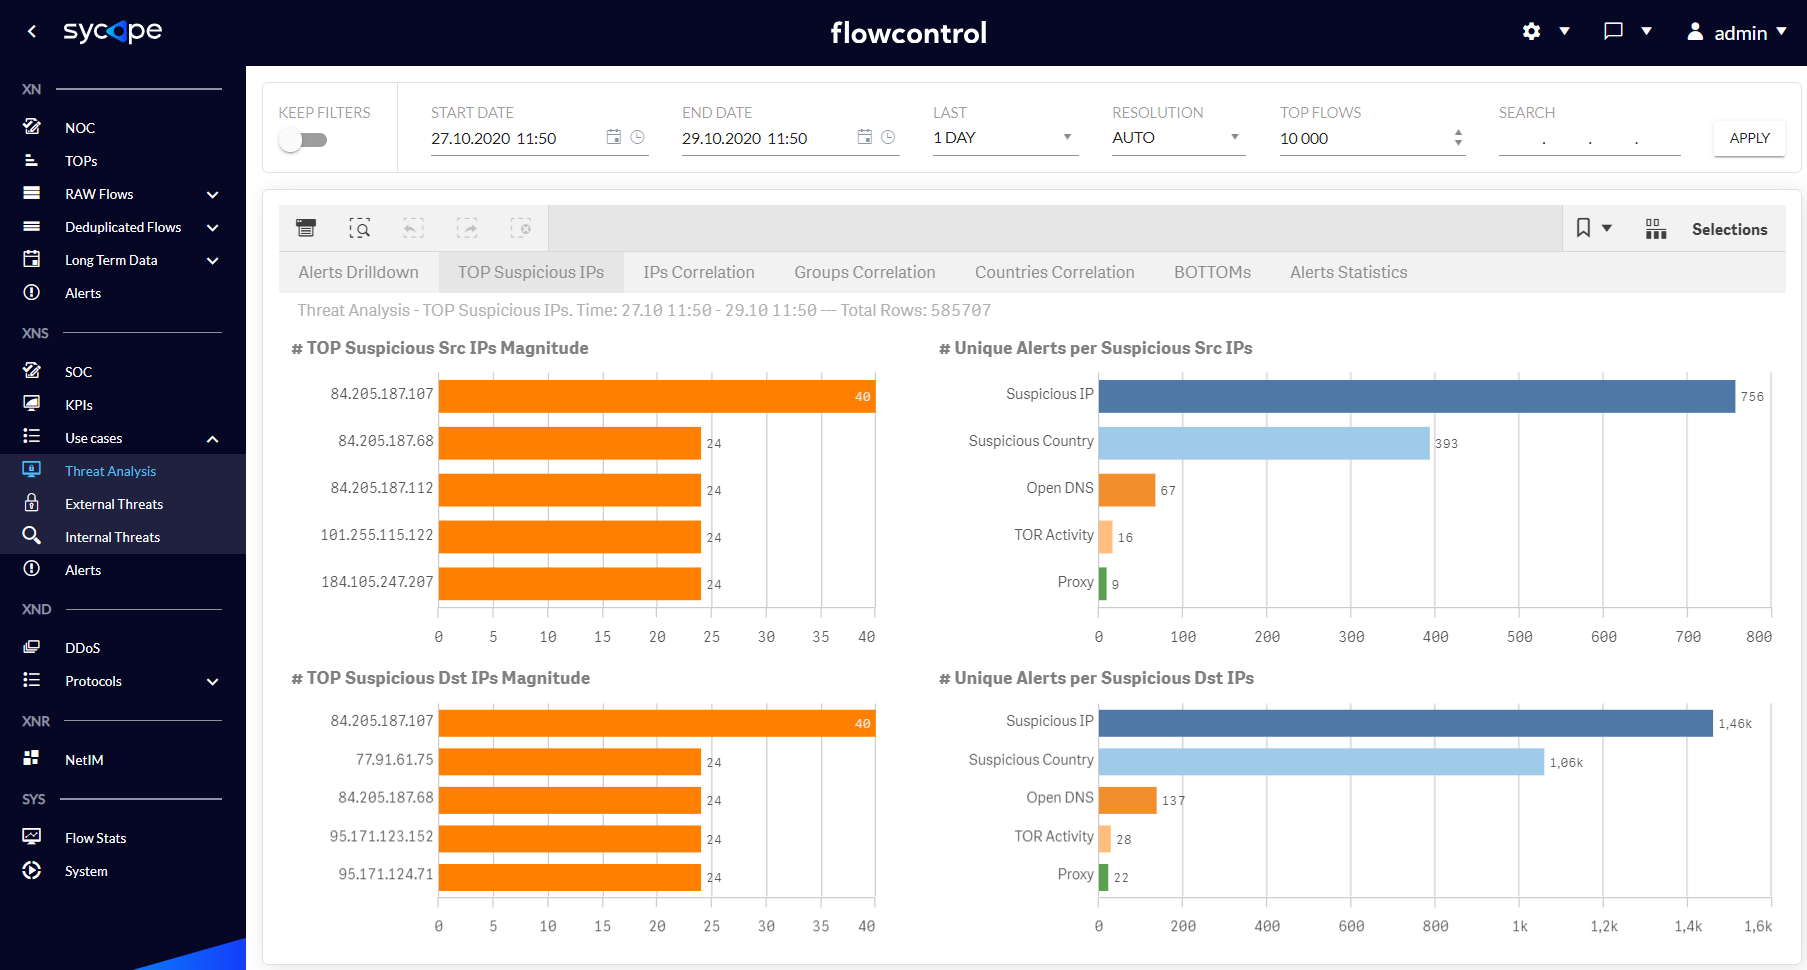 sycope
flowcontrol
admin
XN
NOC
TOPs
RAW Flows
Deduplicated Flows
Long Term Data
Alerts
XNS
SOC
KPIs
Use cases
Threat Analysis
External Threats
Internal Threats
Alerts
XND
DDoS
Protocols
XNR
NetIM
SYS
Flow Stats
System
KEEP FILTERS
START DATE
27.10.2020 11:50
END DATE
29.10.2020 11:50
LAST
1 DAY
RESOLUTION
AUTO
TOP FLOWS
10 000
SEARCH
. . .
APPLY
Selections
Alerts Drilldown TOP Suspicious IPs IPs Correlation Groups Correlation Countries Correlation BOTTOMs Alerts Statistics
Threat Analysis - TOP Suspicious IPs. Time: 27.10 11:50 - 29.10 11:50 --- Total Rows: 585707
# TOP Suspicious Src IPs Magnitude
84.205.187.107 40
84.205.187.68 24
84.205.187.112 24
101.255.115.122 24
184.105.247.207 24
0 5 10 15 20 25 30 35 40
# Unique Alerts per Suspicious Src IPs
Suspicious IP 756
Suspicious Country 393
Open DNS 67
TOR Activity 16
Proxy 9
0 100 200 300 400 500 600 700 800
# TOP Suspicious Dst IPs Magnitude
84.205.187.107 40
77.91.61.75 24
84.205.187.68 24
95.171.123.152 24
95.171.124.71 24
0 5 10 15 20 25 30 35 40
# Unique Alerts per Suspicious Dst IPs
Suspicious IP 1,46k
Suspicious Country 1,06k
Open DNS 137
TOR Activity 28
Proxy 22
0 200 400 600 800 1k 1,2k 1,4k 1,6k